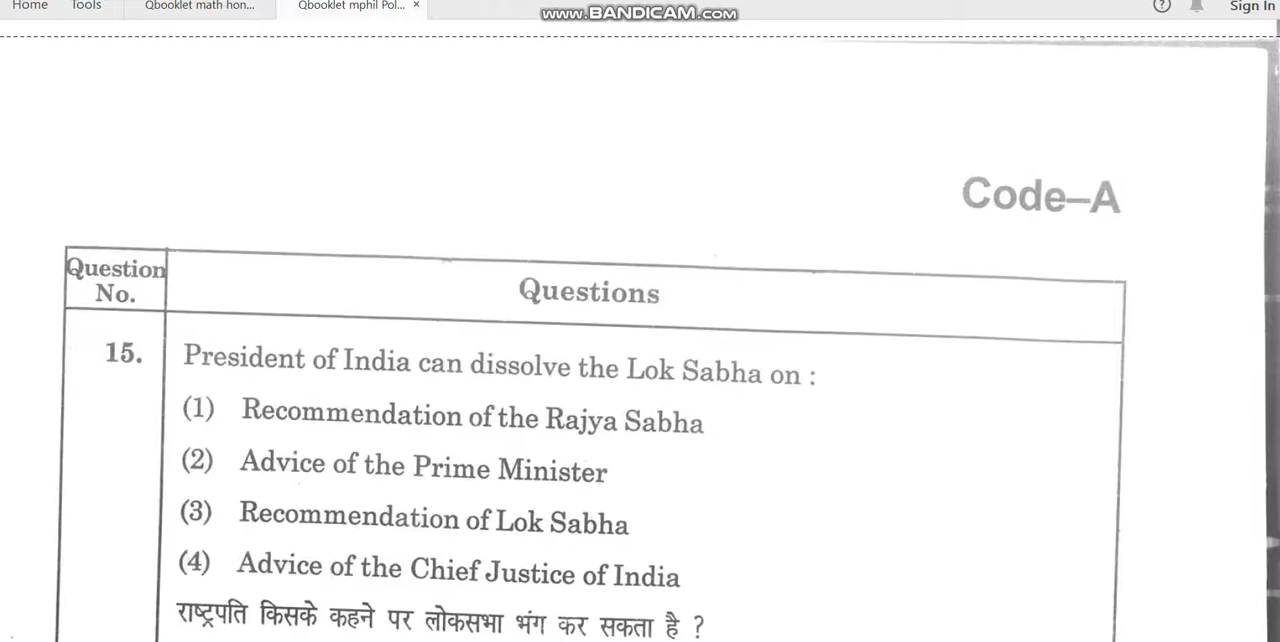 Home Tools Qbooklet math hon... Qbooklet mphil Pol... × Sign In
www.BANDICAM.com
Code–A
Question No.
Questions
15. President of India can dissolve the Lok Sabha on :
(1) Recommendation of the Rajya Sabha
(2) Advice of the Prime Minister
(3) Recommendation of Lok Sabha
(4) Advice of the Chief Justice of India
राष्ट्रपति किसके कहने पर लोकसभा भंग कर सकता है ?